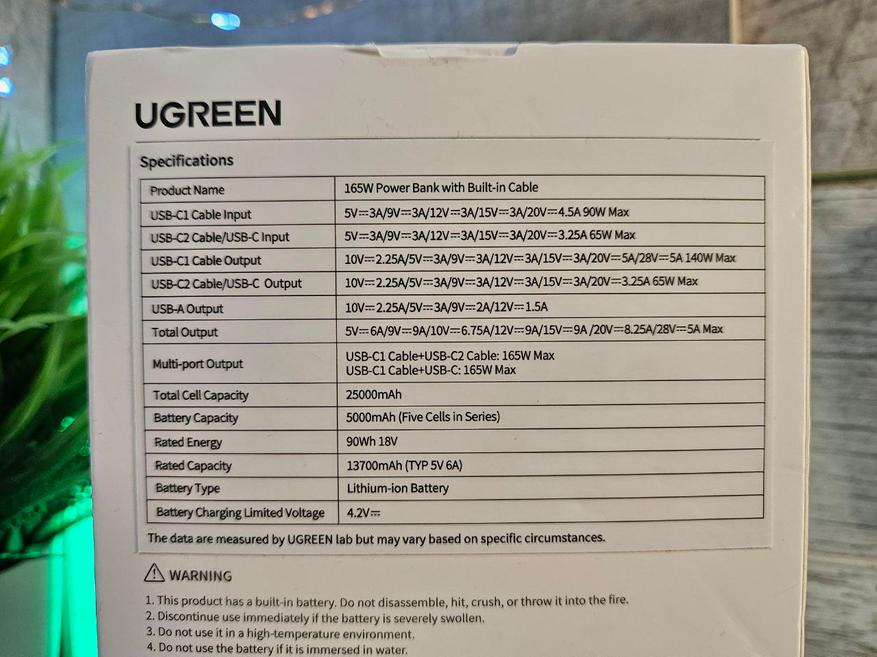 UGREEN
Specifications
Product Name 165W Power Bank with Built-in Cable
USB-C1 Cable Input 5V⎓3A/9V⎓3A/12V⎓3A/15V⎓3A/20V⎓4.5A 90W Max
USB-C2 Cable/USB-C Input 5V⎓3A/9V⎓3A/12V⎓3A/15V⎓3A/20V⎓3.25A 65W Max
USB-C1 Cable Output 10V⎓2.25A/5V⎓3A/9V⎓3A/12V⎓3A/15V⎓3A/20V⎓5A/28V⎓5A 140W Max
USB-C2 Cable/USB-C Output 10V⎓2.25A/5V⎓3A/9V⎓3A/12V⎓3A/15V⎓3A/20V⎓3.25A 65W Max
USB-A Output 10V⎓2.25A/5V⎓3A/9V⎓2A/12V⎓1.5A
Total Output 5V⎓6A/9V⎓9A/10V⎓6.75A/12V⎓9A/15V⎓9A /20V⎓8.25A/28V⎓5A Max
Multi-port Output USB-C1 Cable+USB-C2 Cable: 165W Max
USB-C1 Cable+USB-C: 165W Max
Total Cell Capacity 25000mAh
Battery Capacity 5000mAh (Five Cells in Series)
Rated Energy 90Wh 18V
Rated Capacity 13700mAh (TYP 5V 6A)
Battery Type Lithium-ion Battery
Battery Charging Limited Voltage 4.2V⎓
The data are measured by UGREEN lab but may vary based on specific circumstances.
⚠ WARNING
1. This product has a built-in battery. Do not disassemble, hit, crush, or throw it into the fire.
2. Discontinue use immediately if the battery is severely swollen.
3. Do not use it in a high-temperature environment.
4. Do not use the battery if it is immersed in water.